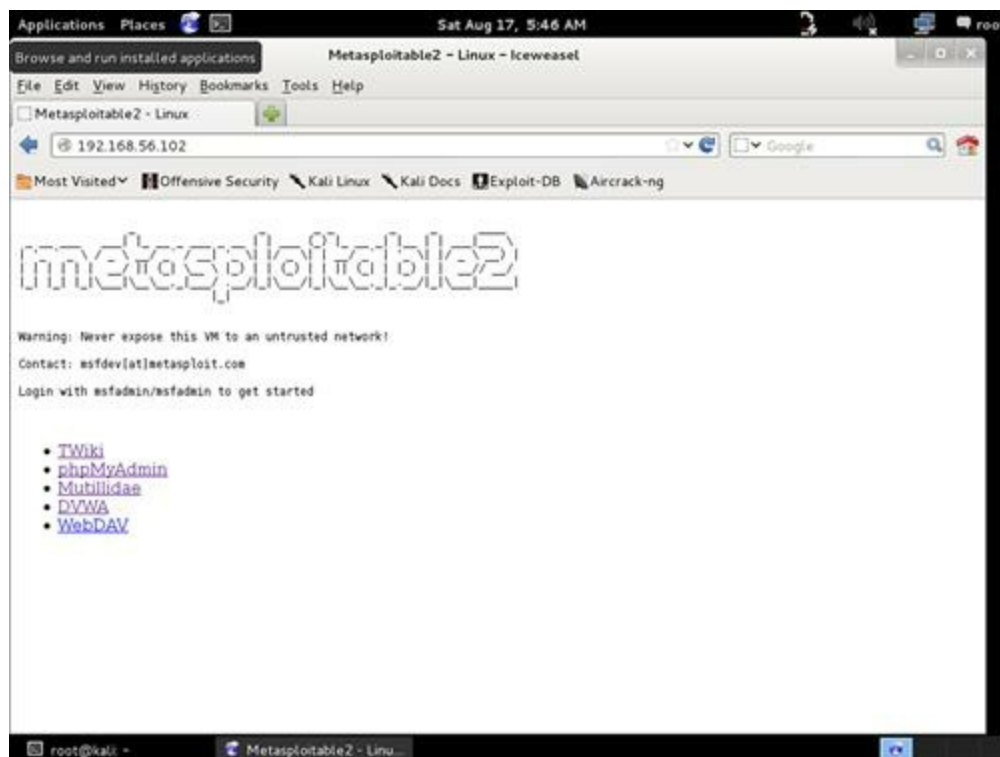 Applications Places Sat Aug 17, 5:46 AM roo
Browse and run installed applications Metasploitable2 - Linux - Iceweasel
File Edit View History Bookmarks Tools Help
Metasploitable2 - Linux
192.168.56.102 Google
Most Visited Offensive Security Kali Linux Kali Docs Exploit-DB Aircrack-ng
metasploitable2
Warning: Never expose this VM to an untrusted network!
Contact: msfdev[at]metasploit.com
Login with msfadmin/msfadmin to get started
• TWiki
• phpMyAdmin
• Mutillidae
• DVWA
• WebDAV
root@kali: ~ Metasploitable2 - Linu...